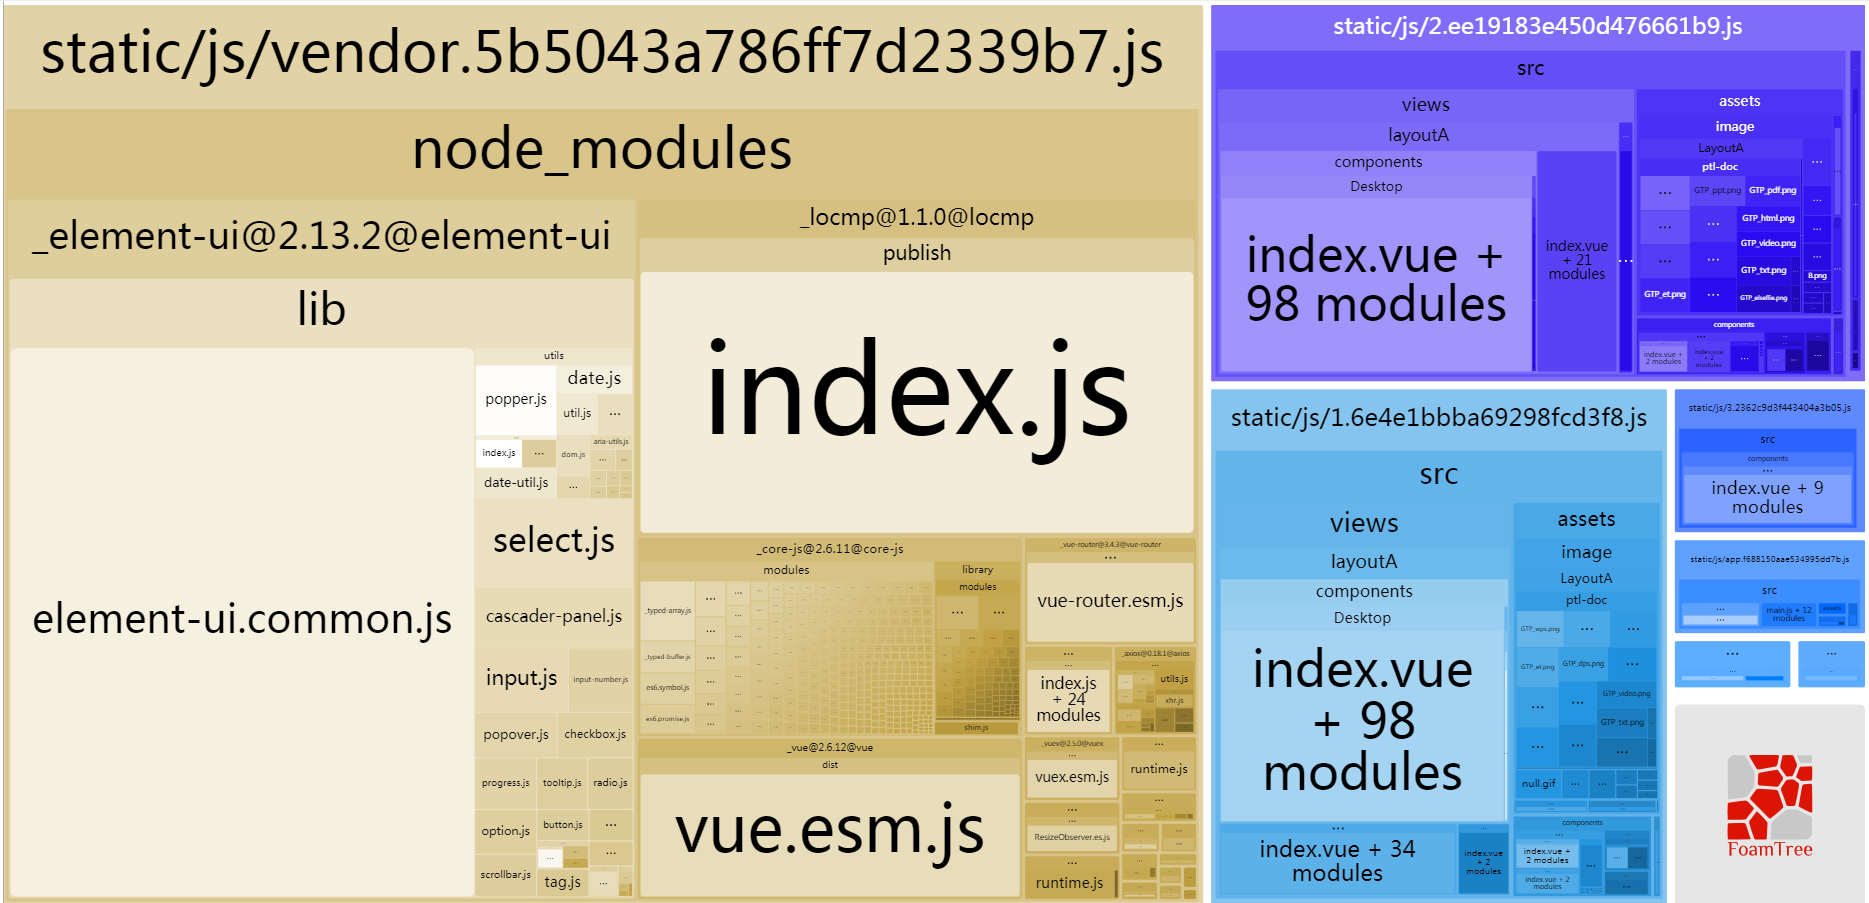 static/js/vendor.5b5043a786ff7d2339b7.js
node_modules
_element-ui@2.13.2@element-ui
lib
element-ui.common.js
utils
popper.js
date.js
util.js
...
index.js
...
aria-utils.js
dom.js
date-util.js
...
select.js
cascader-panel.js
input.js
input-number.js
popover.js
checkbox.js
progress.js
tooltip.js
radio.js
option.js
button.js
...
...
scrollbar.js
tag.js
...
_locmp@1.1.0@locmp
publish
index.js
_core-js@2.6.11@core-js
modules
_typed-array.js
_typed-buffer.js
es6.symbol.js
es6.promise.js
library
modules
shim.js
_vue@2.6.12@vue
dist
vue.esm.js
_vue-router@3.4.3@vue-router
...
vue-router.esm.js
...
index.js
+ 24
modules
_axios@0.18.1@axios
utils.js
xhr.js
_vuex@2.5.0@vuex
...
vuex.esm.js
...
runtime.js
...
ResizeObserver.es.js
...
runtime.js
static/js/2.ee19183e450d476661b9.js
src
views
layoutA
components
Desktop
index.vue +
98 modules
index.vue
+ 21
modules
...
assets
image
LayoutA
ptl-doc
GTP_ppt.png
GTP_pdf.png
GTP_html.png
GTP_video.png
GTP_txt.png
B.png
GTP_et.png
GTP_elsefile.png
components
index.vue +
2 modules
index.vue
+ 2
modules
static/js/1.6e4e1bbba69298fcd3f8.js
src
views
layoutA
components
Desktop
index.vue
+ 98
modules
...
index.vue + 34
modules
index.vue
+ 2
modules
assets
image
LayoutA
ptl-doc
GTP_wps.png
GTP_et.png
GTP_dps.png
GTP_video.png
GTP_txt.png
null.gif
components
index.vue +
2 modules
index.vue + 2
modules
static/js/3.2362c9d3f443404a3b05.js
src
components
...
index.vue + 9
modules
static/js/app.f688150aae534995dd7b.js
src
...
main.js + 12
modules
assets
...
...
FoamTree